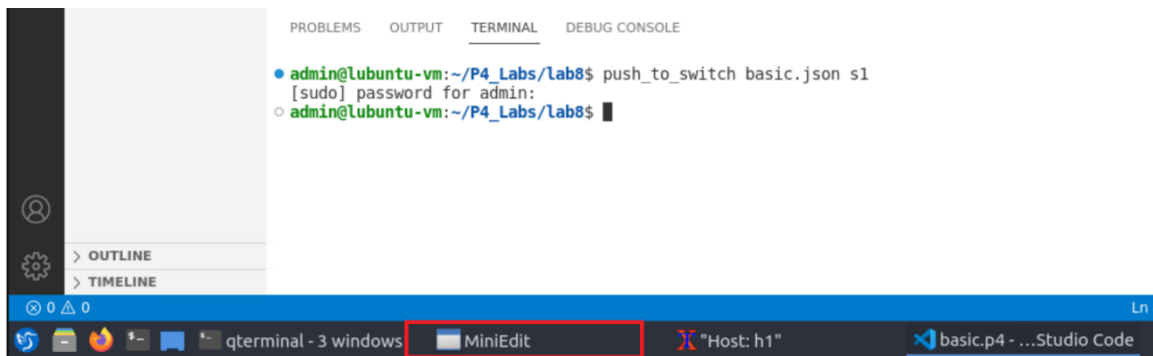 PROBLEMS OUTPUT TERMINAL DEBUG CONSOLE
admin@lubuntu-vm:~/P4_Labs/lab8$ push_to_switch basic.json s1
[sudo] password for admin:
admin@lubuntu-vm:~/P4_Labs/lab8$
> OUTLINE
> TIMELINE
0 0 Ln
qterminal - 3 windows MiniEdit "Host: h1" basic.p4 - ...Studio Code